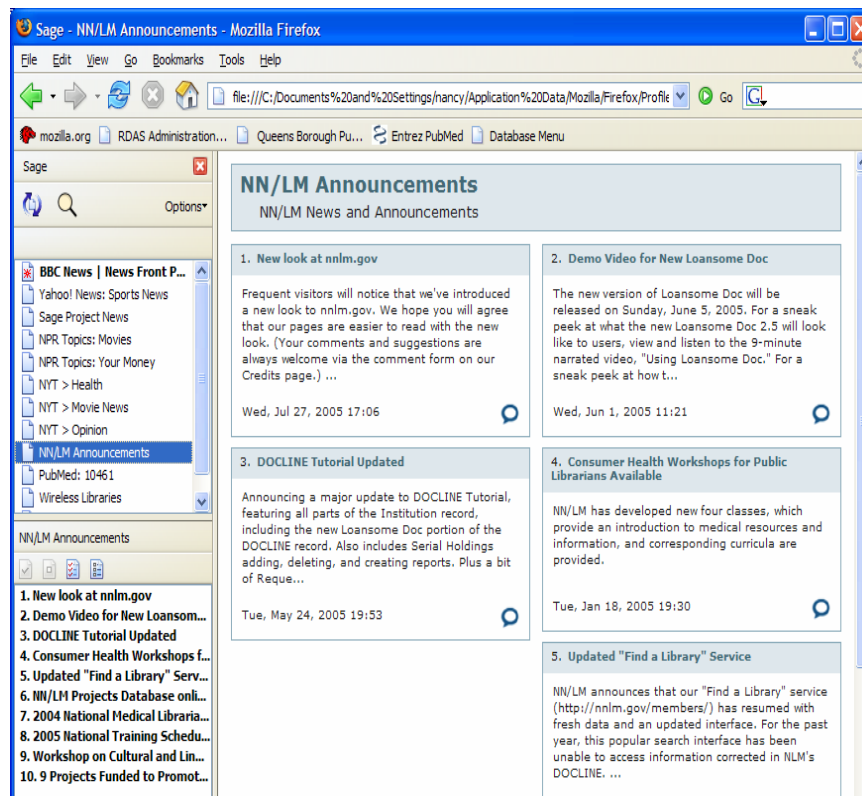 Sage - NN/LM Announcements - Mozilla Firefox
File Edit View Go Bookmarks Tools Help
file:///C:/Documents%20and%20Settings/nancy/Application%20Data/Mozilla/Firefox/Profile
Go
G
mozilla.org RDAS Administration... Queens Borough Pu... Entrez PubMed Database Menu
Sage
Options
BBC News | News Front P...
Yahoo! News: Sports News
Sage Project News
NPR Topics: Movies
NPR Topics: Your Money
NYT > Health
NYT > Movie News
NYT > Opinion
NN/LM Announcements
PubMed: 10461
Wireless Libraries
NN/LM Announcements
1. New look at nnlm.gov
2. Demo Video for New Loansom...
3. DOCLINE Tutorial Updated
4. Consumer Health Workshops f...
5. Updated "Find a Library" Serv...
6. NN/LM Projects Database onli...
7. 2004 National Medical Libraria...
8. 2005 National Training Schedu...
9. Workshop on Cultural and Lin...
10. 9 Projects Funded to Promot...
NN/LM Announcements
NN/LM News and Announcements
1. New look at nnlm.gov
Frequent visitors will notice that we've introduced
a new look to nnlm.gov. We hope you will agree
that our pages are easier to read with the new
look. (Your comments and suggestions are
always welcome via the comment form on our
Credits page.) ...
Wed, Jul 27, 2005 17:06
2. Demo Video for New Loansome Doc
The new version of Loansome Doc will be
released on Sunday, June 5, 2005. For a sneak
peek at what the new Loansome Doc 2.5 will look
like to users, view and listen to the 9-minute
narrated video, "Using Loansome Doc." For a
sneak peek at how t...
Wed, Jun 1, 2005 11:21
3. DOCLINE Tutorial Updated
Announcing a major update to DOCLINE Tutorial,
featuring all parts of the Institution record,
including the new Loansome Doc portion of the
DOCLINE record. Also includes Serial Holdings
adding, deleting, and creating reports. Plus a bit
of Reque...
Tue, May 24, 2005 19:53
4. Consumer Health Workshops for Public
Librarians Available
NN/LM has developed new four classes, which
provide an introduction to medical resources and
information, and corresponding curricula are
provided.
Tue, Jan 18, 2005 19:30
5. Updated "Find a Library" Service
NN/LM announces that our "Find a Library" service
(http://nnlm.gov/members/) has resumed with
fresh data and an updated interface. For the past
year, this popular search interface has been
unable to access information corrected in NLM's
DOCLINE. ...